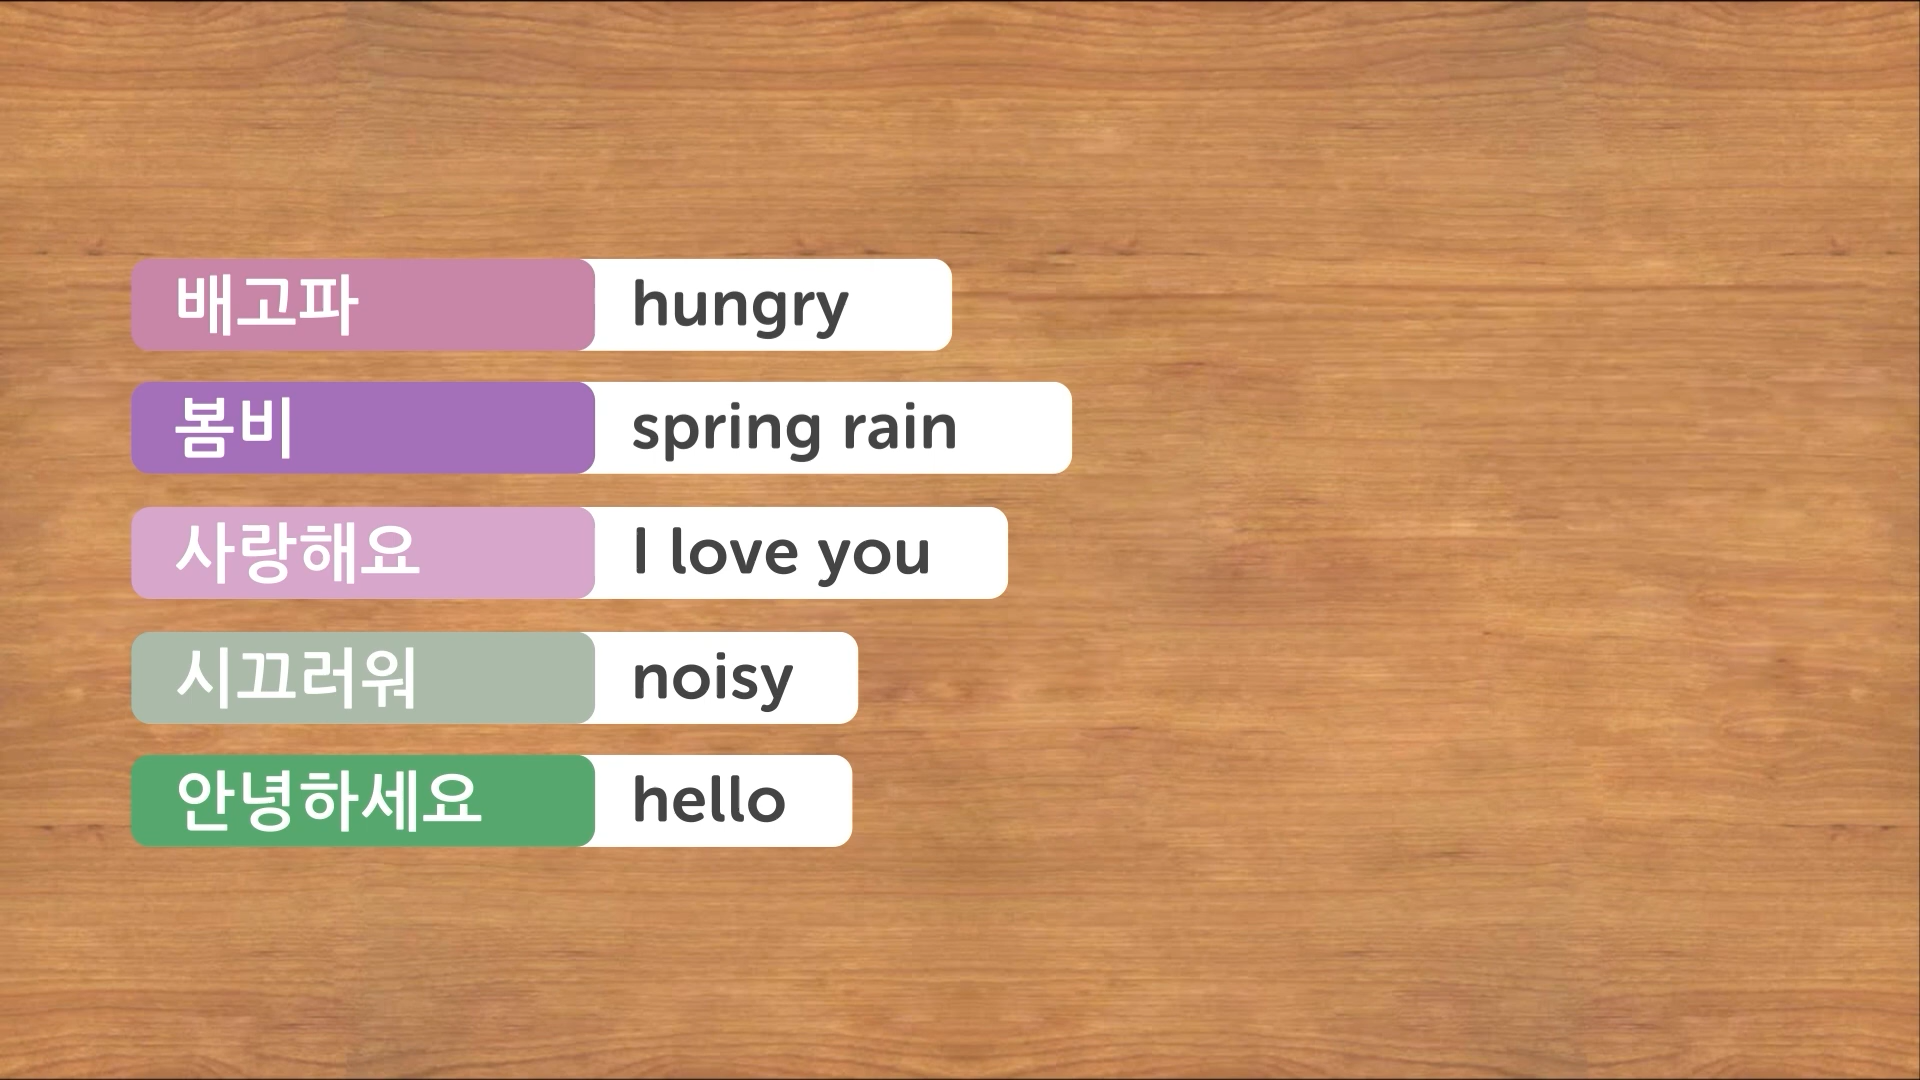 배고파 hungry
봄비 spring rain
사랑해요 I love you
시끄러워 noisy
안녕하세요 hello